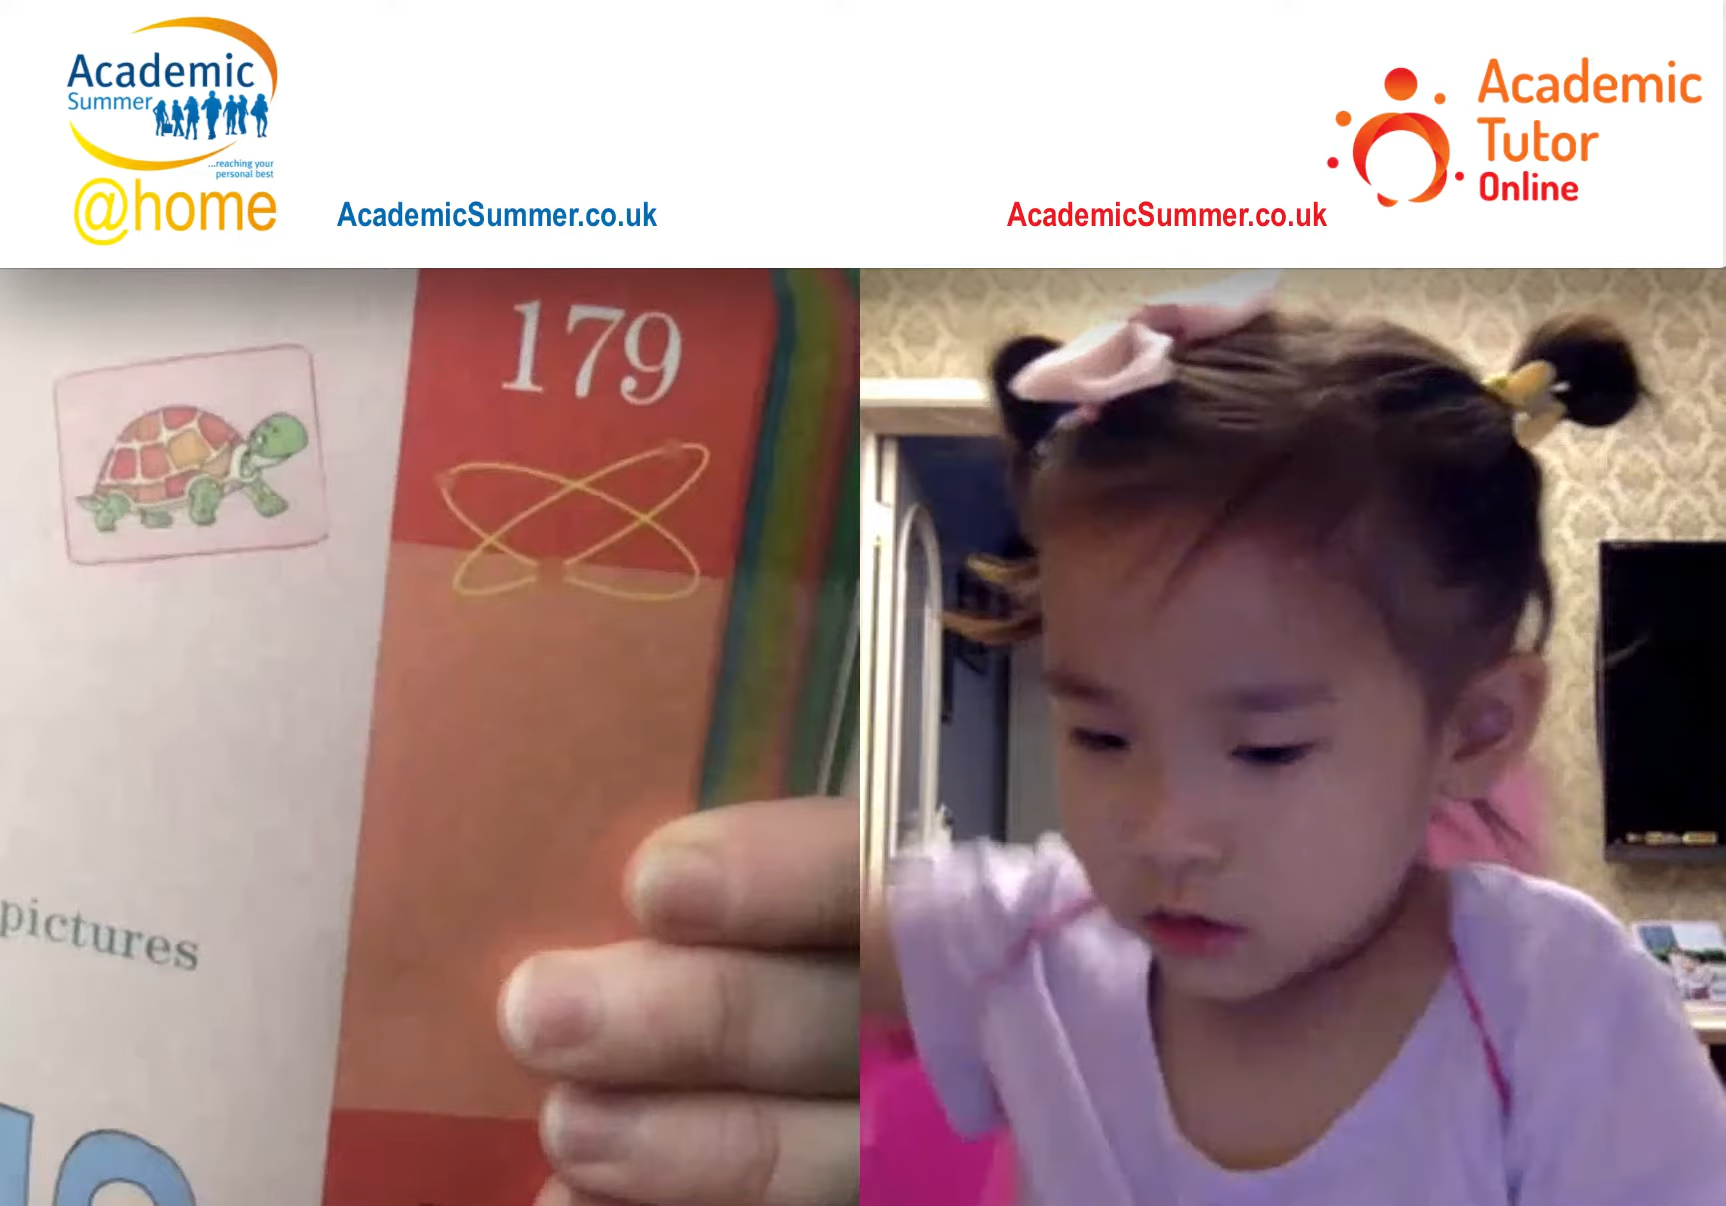 Academic
Summer
...reaching your
personal best
@home
AcademicSummer.co.uk
AcademicSummer.co.uk
Academic
Tutor
Online
179
pictures